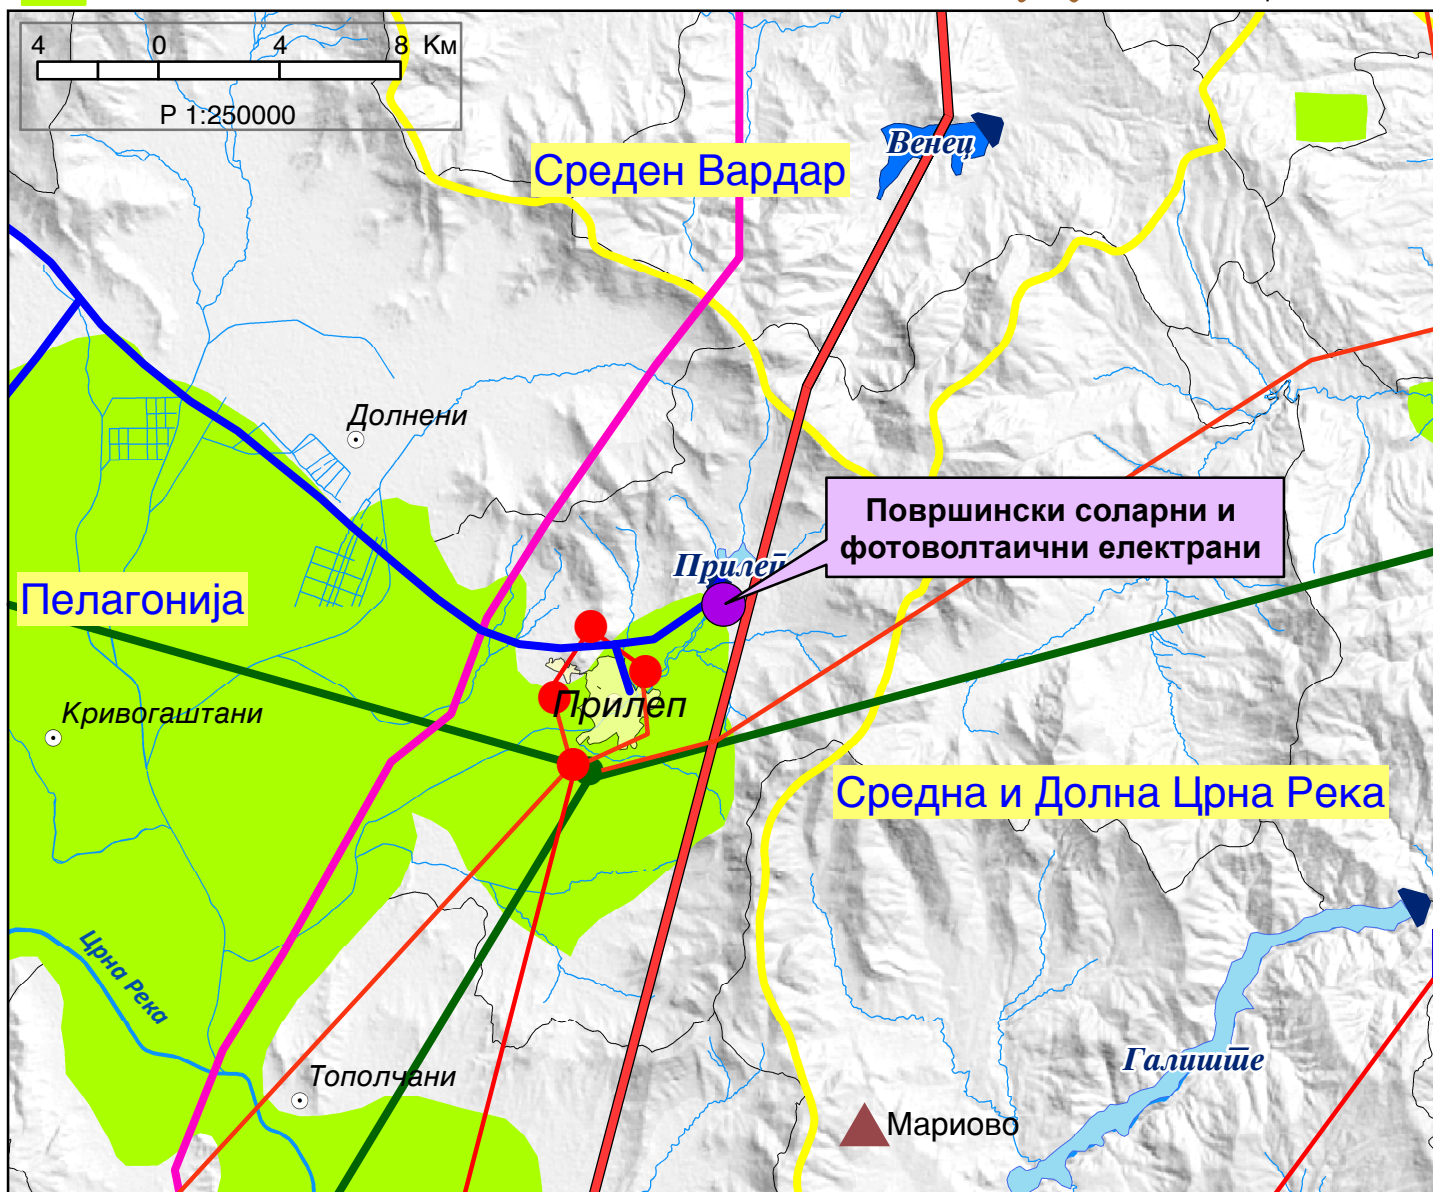 4 0 4 8 Км
Р 1:250000
Венец
Среден Вардар
Долнени
Површински соларни и
фотоволтаични електрани
Прилеп
Пелагонија
Прилеп
Кривогаштани
Средна и Долна Црна Река
Црна Река
Галиште
Тополчани
Мариово